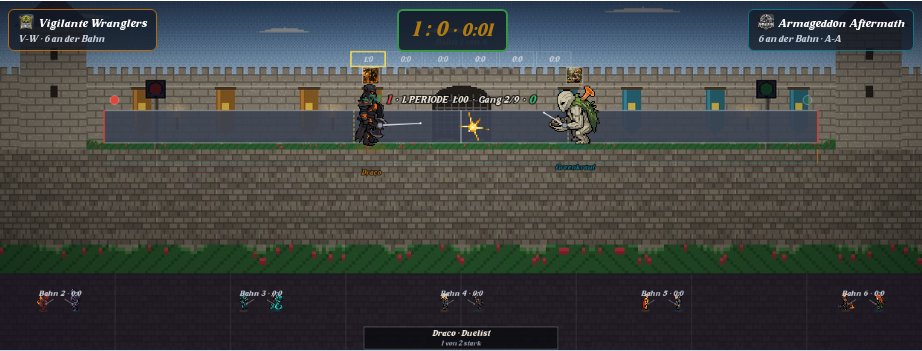 Vigilante Wranglers
V-W · 6 an der Bahn
1 : 0 · 0:01
Armageddon Aftermath
6 an der Bahn · A-A
1:0 0:0 0:0 0:0 0:0 0:0
1 · 1. PERIODE 1:00 · Gang 2/9 · 0
Draco
Bahn 2 · 0:0
Bahn 3 · 0:0
Bahn 4 · 0:0
Bahn 5 · 0:0
Bahn 6 · 0:0
Draco · Duelist
1 von 2 stark